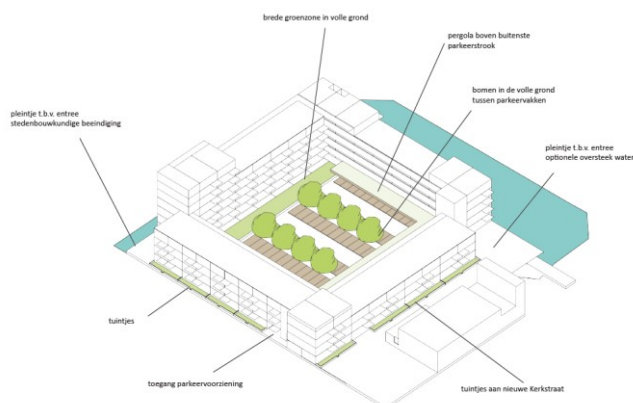 brede groenzone in volle grond
pergola boven buitenste
parkeerstrook
bomen in de volle grond
tussen parkeervakken
pleintje t.b.v. entree
stedenbouwkundige beeindiging
pleintje t.b.v. entree
optionele oversteek water
tuintjes
toegang parkeervoorziening
tuintjes aan nieuwe Kerkstraat